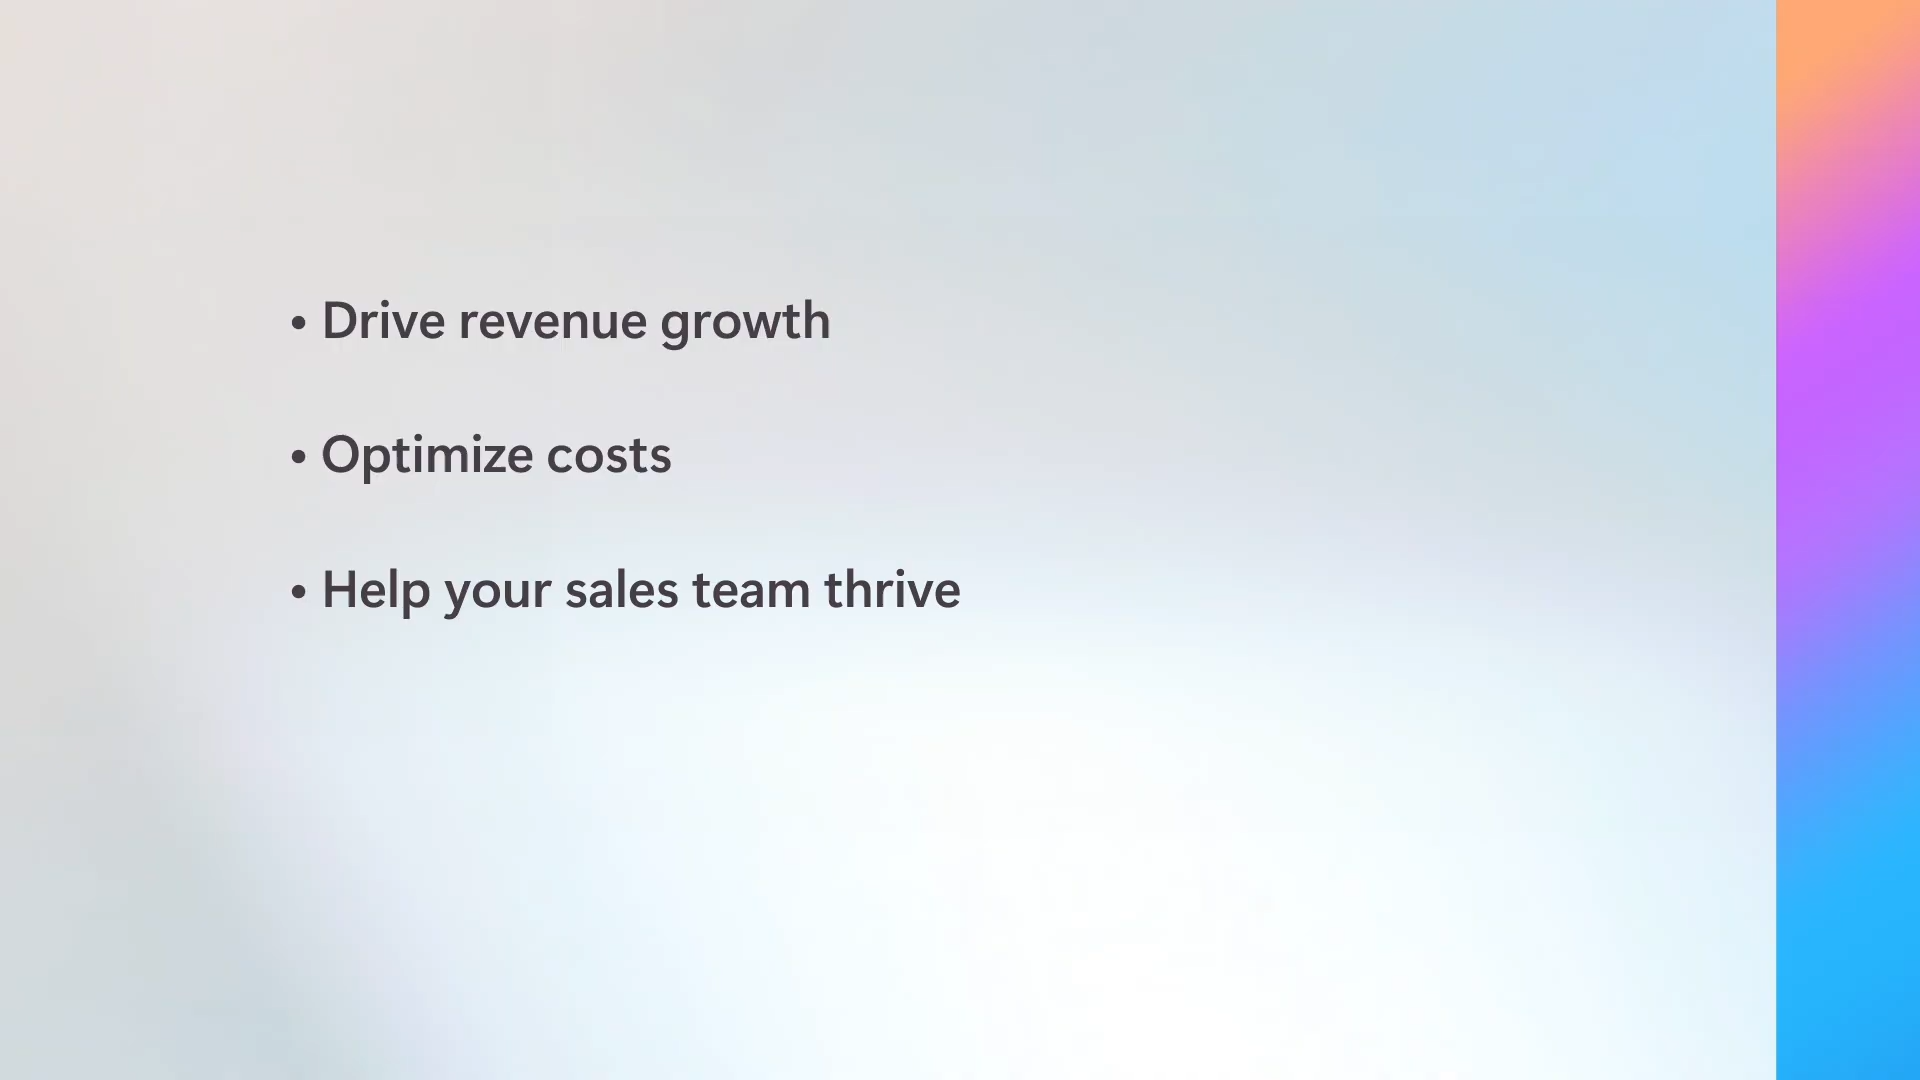 • Drive revenue growth
• Optimize costs
• Help your sales team thrive